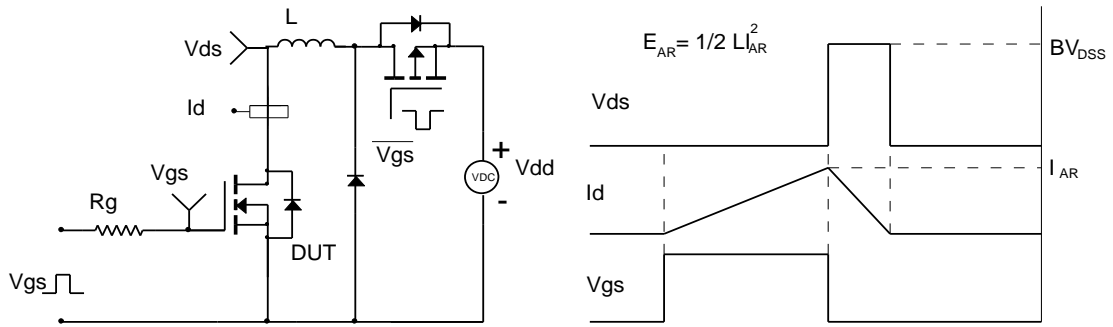 L
Vds
Id
Vgs
Rg
DUT
Vgs
Vgs
+
VDC
-
Vdd
E_AR= 1/2 LI_AR^2
BV_DSS
Vds
I_AR
Id
Vgs